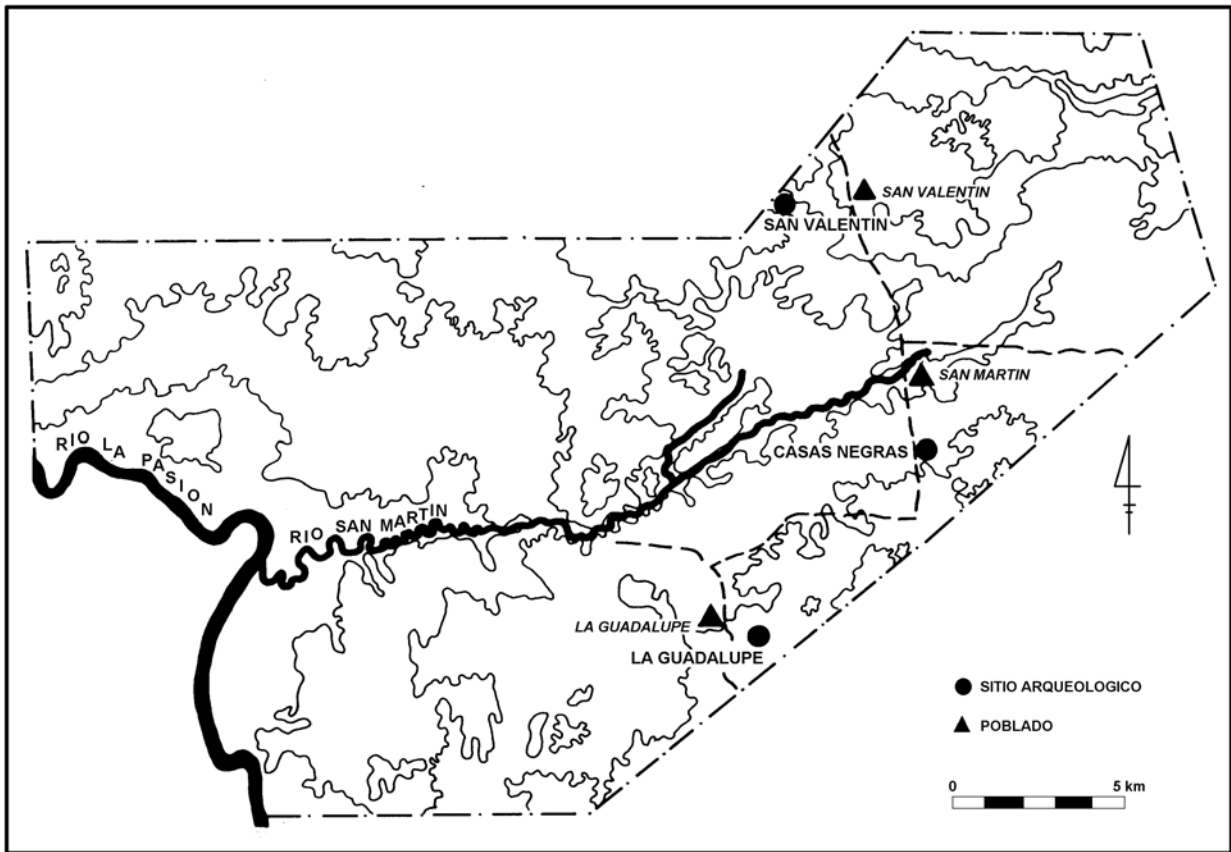 SAN VALENTIN
SAN VALENTIN
SAN MARTIN
RIO LA PASION
CASAS NEGRAS
RIO SAN MARTIN
LA GUADALUPE
LA GUADALUPE
SITIO ARQUEOLOGICO
POBLADO
0 5 km